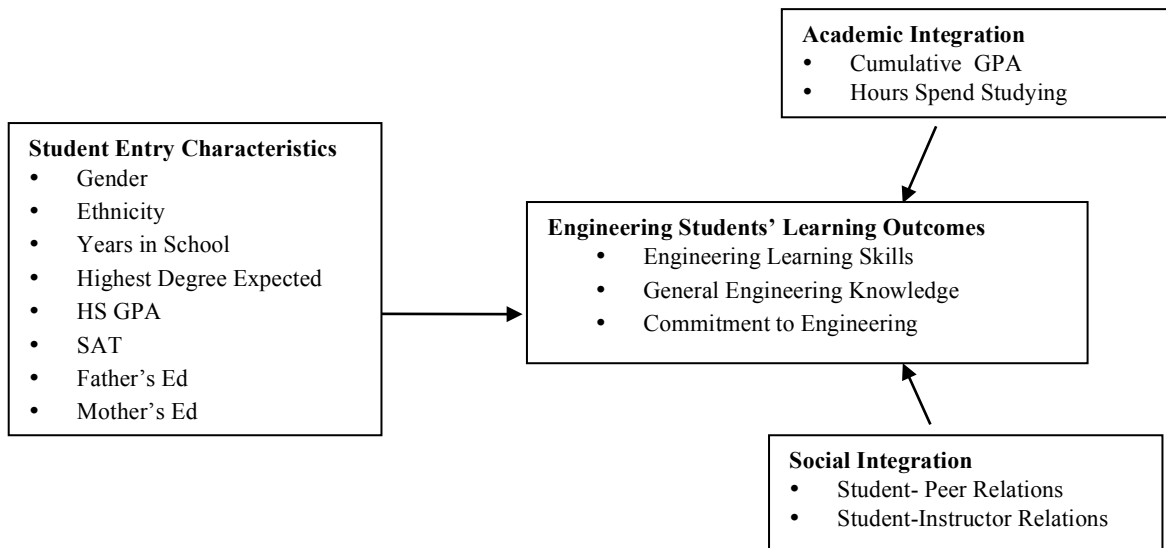 Academic Integration
• Cumulative GPA
• Hours Spend Studying
Student Entry Characteristics
• Gender
• Ethnicity
• Years in School
• Highest Degree Expected
• HS GPA
• SAT
• Father’s Ed
• Mother’s Ed
Engineering Students’ Learning Outcomes
• Engineering Learning Skills
• General Engineering Knowledge
• Commitment to Engineering
Social Integration
• Student- Peer Relations
• Student-Instructor Relations